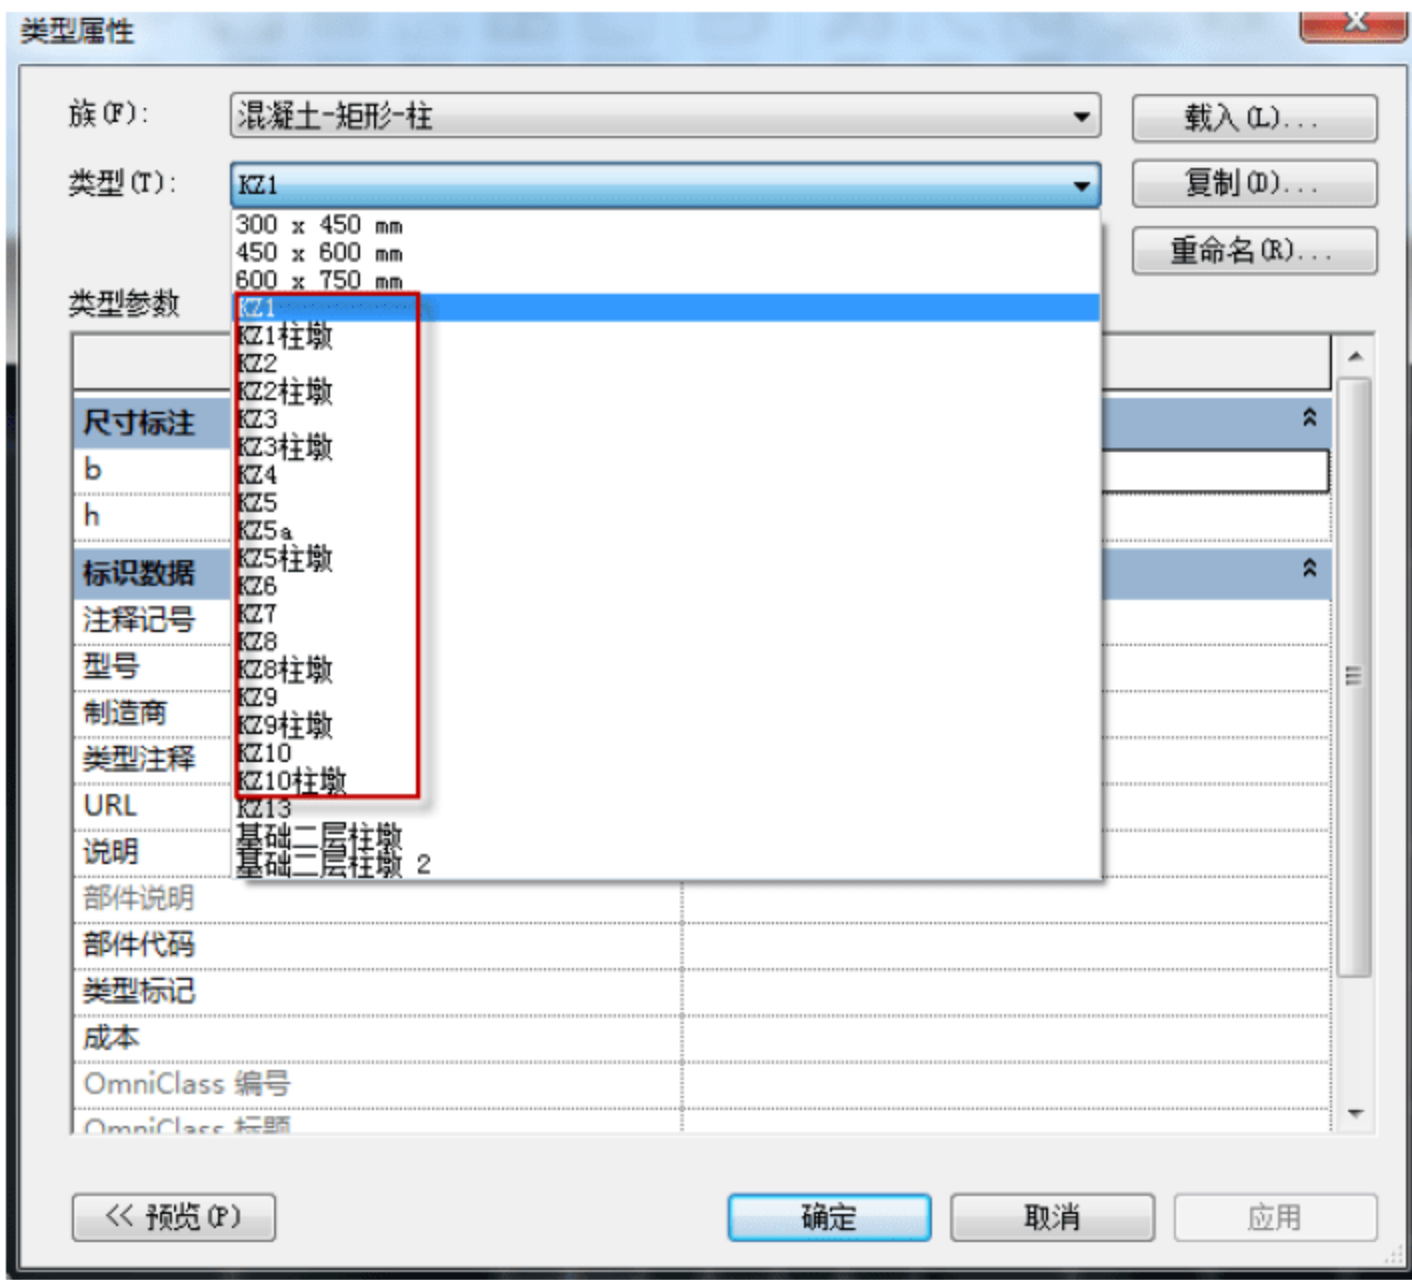 类型属性
族(F):
混凝土-矩形-柱
载入(L)...
类型(T):
KZ1
复制(D)...
300 x 450 mm
450 x 600 mm
重命名(R)...
600 x 750 mm
类型参数
KZ1
KZ1柱墩
KZ2
KZ2柱墩
尺寸标注
KZ3
KZ3柱墩
b
KZ4
KZ5
h
KZ5a
KZ5柱墩
标识数据
KZ6
注释记号
KZ7
KZ8
型号
KZ8柱墩
KZ9
制造商
KZ9柱墩
类型注释
KZ10
KZ10柱墩
URL
KZ13
基础二层柱墩
说明
基础二层柱墩 2
部件说明
部件代码
类型标记
成本
OmniClass 编号
OmniClass 标题
<< 预览(P)
确定
取消
应用